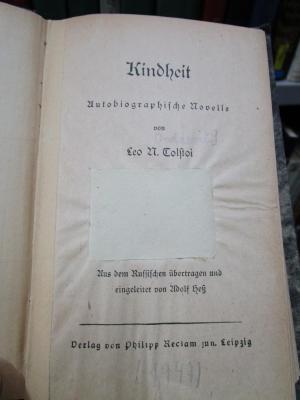 Kindheit
Autobiographische Novelle
von
Leo N. Tolstoi
Aus dem Russischen übertragen und
eingeleitet von Adolf Heß
Verlag von Philipp Reclam jun. Leipzig